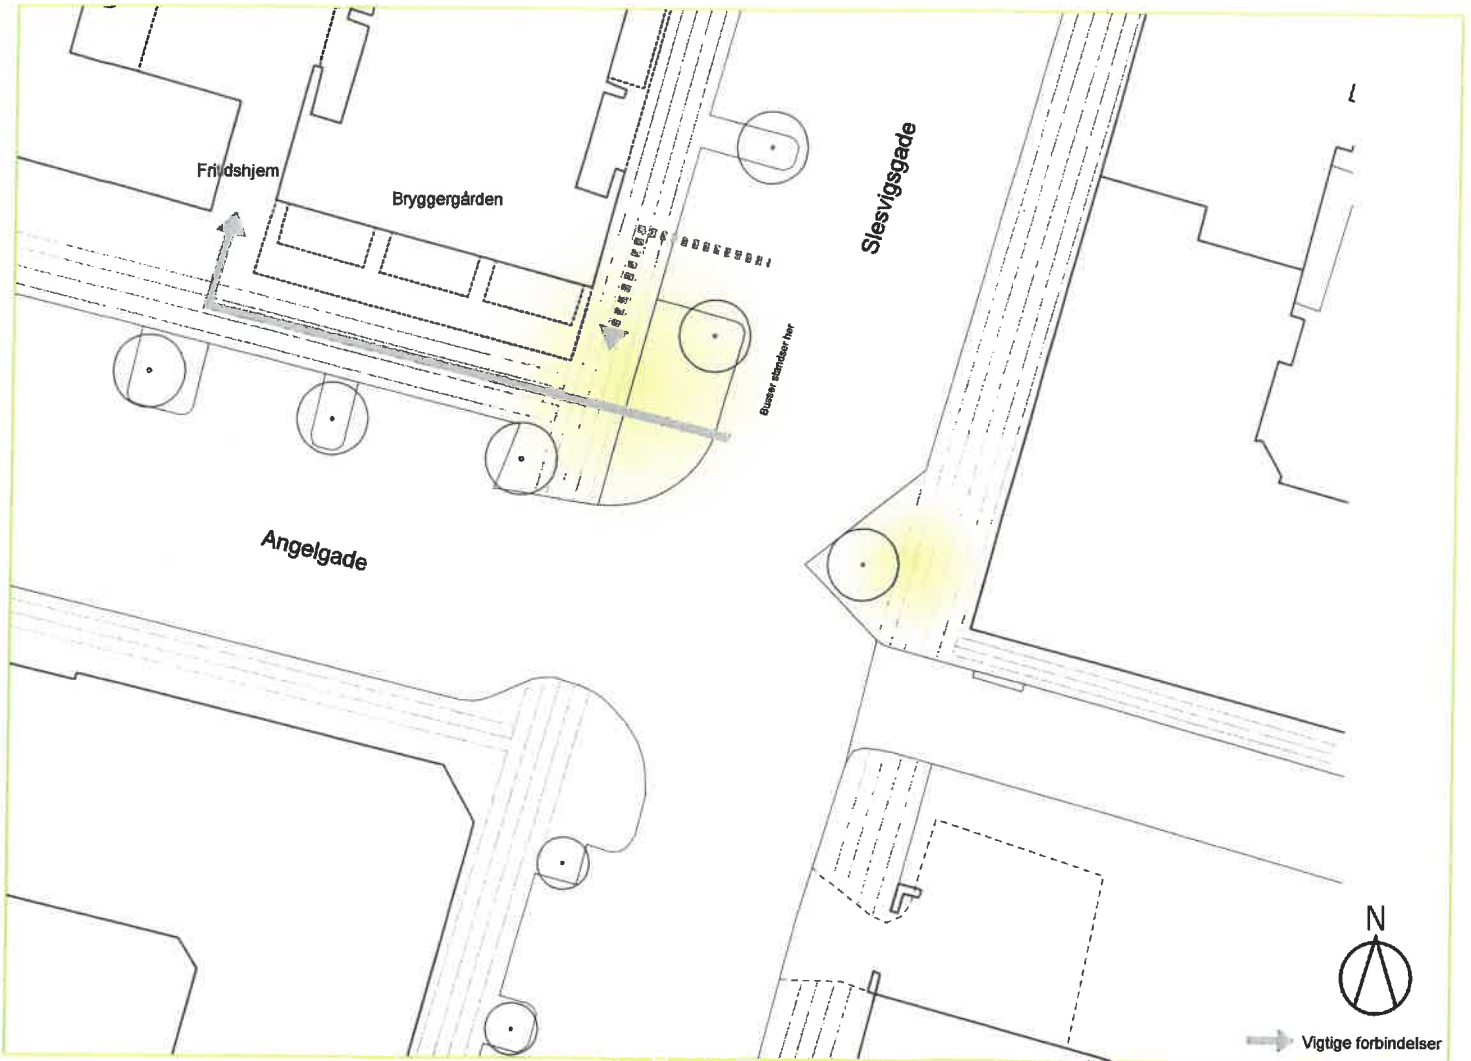 Fritidshjem
Bryggergården
Slesvigsgade
Busser standser her
Angelgade
N
Vigtige forbindelser